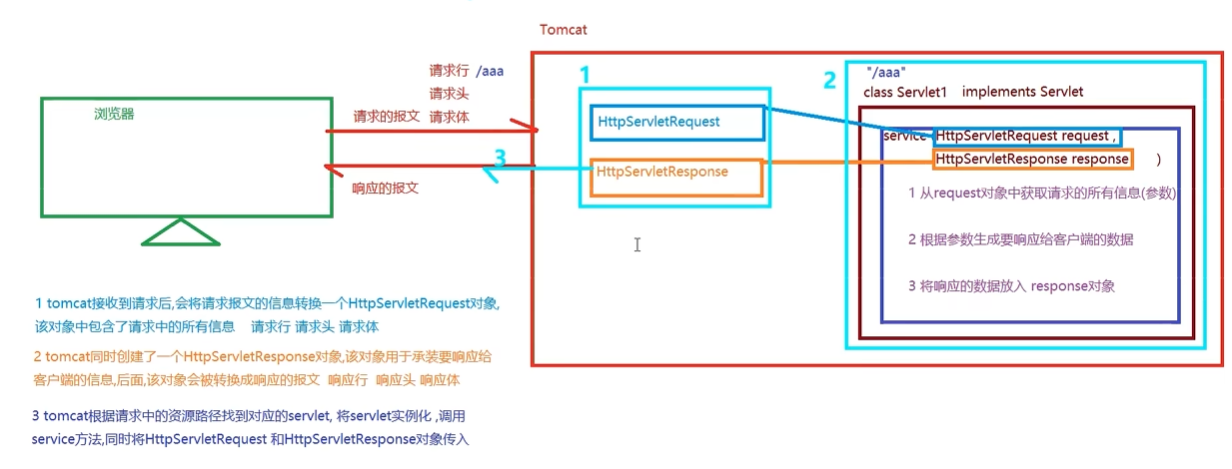 Tomcat
浏览器
请求行 /aaa
请求头
请求的报文 请求体
响应的报文
3
1
HttpServletRequest
HttpServletResponse
2
"/aaa"
class Servlet1 implements Servlet
service HttpServletRequest request ,
HttpServletResponse response )
1 从request对象中获取请求的所有信息(参数)
2 根据参数生成要响应给客户端的数据
3 将响应的数据放入 response对象
1 tomcat接收到请求后,会将请求报文的信息转换一个HttpServletRequest对象,
该对象中包含了请求中的所有信息 请求行 请求头 请求体
2 tomcat同时创建了一个HttpServletResponse对象,该对象用于承装要响应给
客户端的信息,后面,该对象会被转换成响应的报文 响应行 响应头 响应体
3 tomcat根据请求中的资源路径找到对应的servlet, 将servlet实例化 ,调用
service方法,同时将HttpServletRequest 和HttpServletResponse对象传入